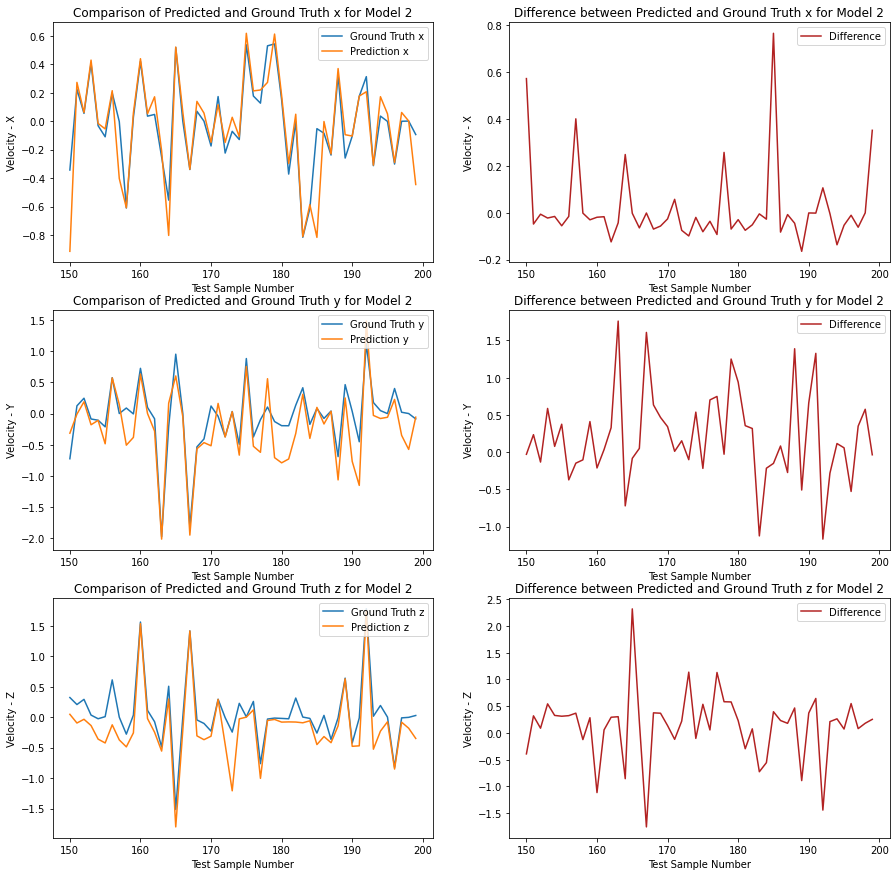 Comparison of Predicted and Ground Truth x for Model 2
Velocity - X
0.6
0.4
0.2
0.0
−0.2
−0.4
−0.6
−0.8
Ground Truth x
Prediction x
150 160 170 180 190 200
Test Sample Number
Difference between Predicted and Ground Truth x for Model 2
Velocity - X
0.8
0.6
0.4
0.2
0.0
−0.2
Difference
150 160 170 180 190 200
Test Sample Number
Comparison of Predicted and Ground Truth y for Model 2
Velocity - Y
1.5
1.0
0.5
0.0
−0.5
−1.0
−1.5
−2.0
Ground Truth y
Prediction y
150 160 170 180 190 200
Test Sample Number
Difference between Predicted and Ground Truth y for Model 2
Velocity - Y
1.5
1.0
0.5
0.0
−0.5
−1.0
Difference
150 160 170 180 190 200
Test Sample Number
Comparison of Predicted and Ground Truth z for Model 2
Velocity - Z
1.5
1.0
0.5
0.0
−0.5
−1.0
−1.5
Ground Truth z
Prediction z
150 160 170 180 190 200
Test Sample Number
Difference between Predicted and Ground Truth z for Model 2
Velocity - Z
2.5
2.0
1.5
1.0
0.5
0.0
−0.5
−1.0
−1.5
Difference
150 160 170 180 190 200
Test Sample Number